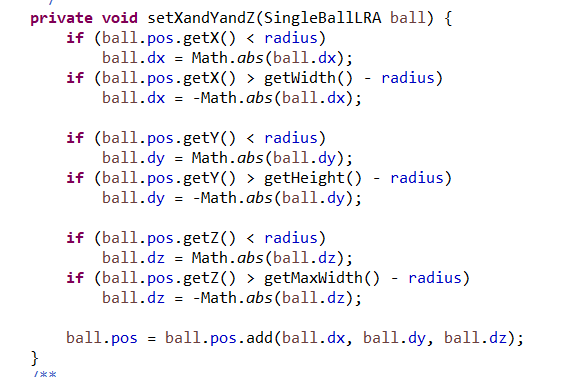 private void setXandYandZ(SingleBallLRA ball) {
    if (ball.pos.getX() < radius)
        ball.dx = Math.abs(ball.dx);
    if (ball.pos.getX() > getWidth() - radius)
        ball.dx = -Math.abs(ball.dx);

    if (ball.pos.getY() < radius)
        ball.dy = Math.abs(ball.dy);
    if (ball.pos.getY() > getHeight() - radius)
        ball.dy = -Math.abs(ball.dy);

    if (ball.pos.getZ() < radius)
        ball.dz = Math.abs(ball.dz);
    if (ball.pos.getZ() > getMaxWidth() - radius)
        ball.dz = -Math.abs(ball.dz);

    ball.pos = ball.pos.add(ball.dx, ball.dy, ball.dz);
}
/**